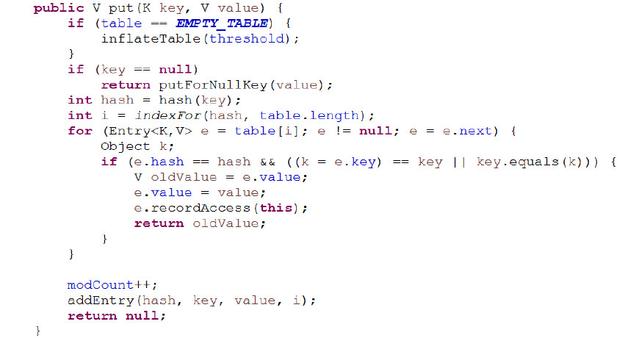 public V put(K key, V value) {
    if (table == EMPTY_TABLE) {
        inflateTable(threshold);
    }
    if (key == null)
        return putForNullKey(value);
    int hash = hash(key);
    int i = indexFor(hash, table.length);
    for (Entry<K,V> e = table[i]; e != null; e = e.next) {
        Object k;
        if (e.hash == hash && ((k = e.key) == key || key.equals(k))) {
            V oldValue = e.value;
            e.value = value;
            e.recordAccess(this);
            return oldValue;
        }
    }

    modCount++;
    addEntry(hash, key, value, i);
    return null;
}